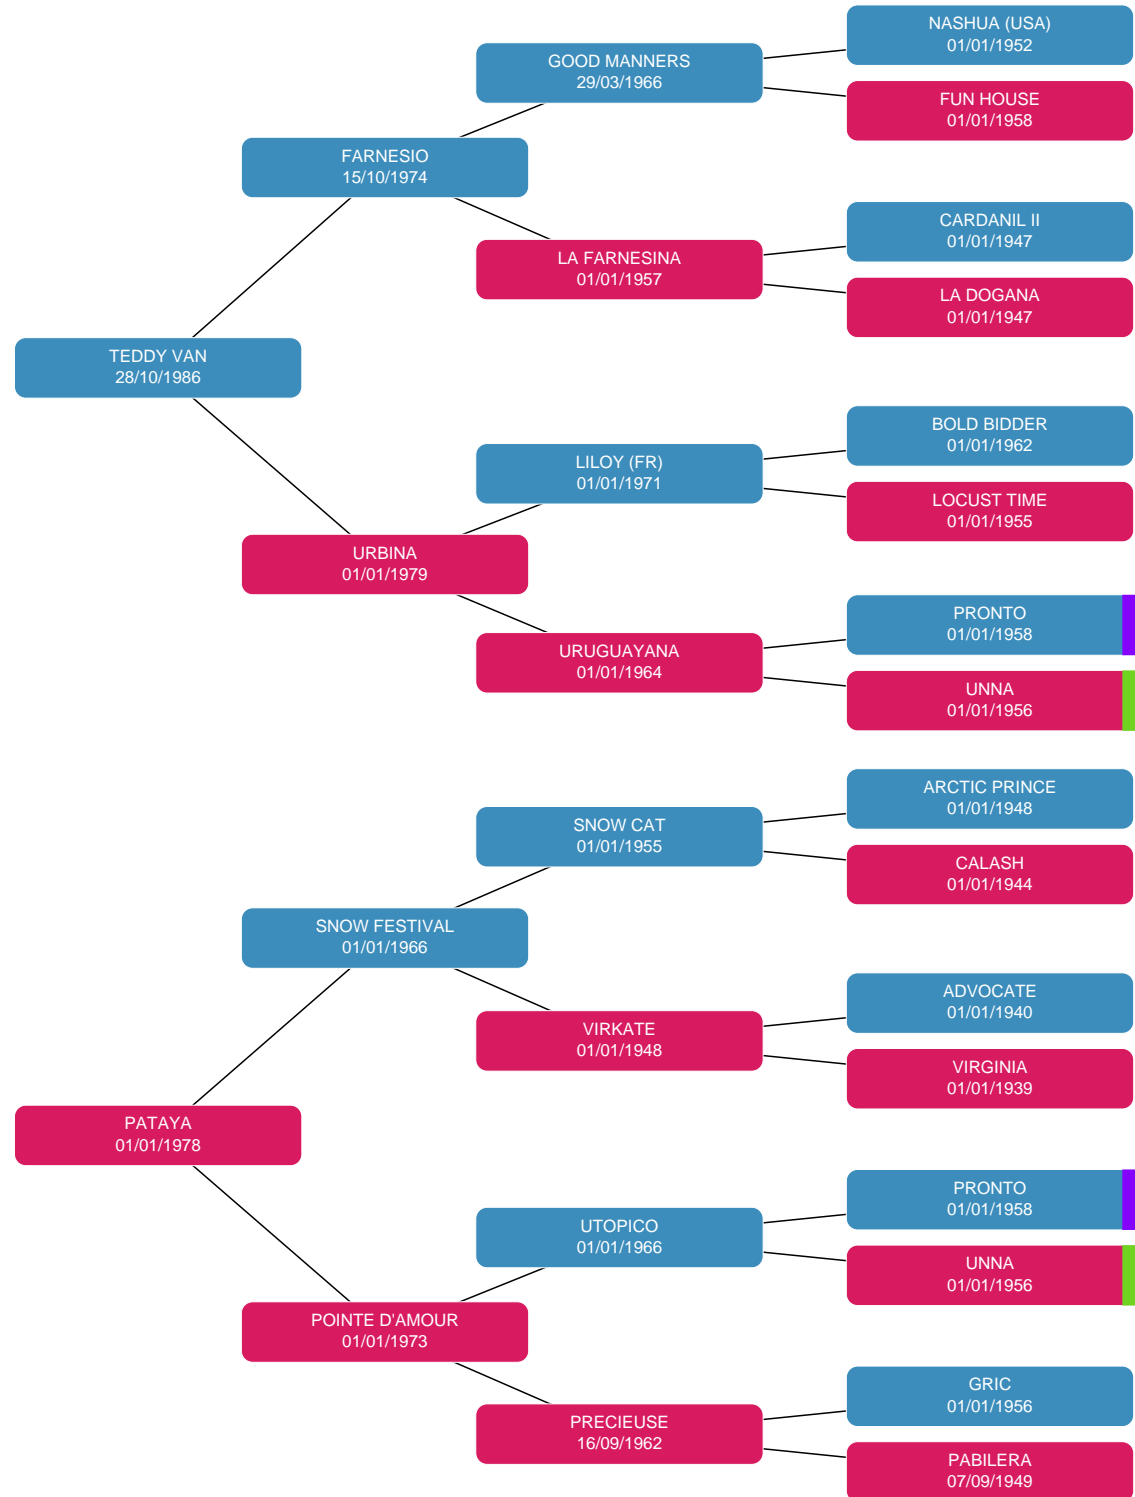 NASHUA (USA)
01/01/1952
GOOD MANNERS
29/03/1966
FUN HOUSE
01/01/1958
FARNESIO
15/10/1974
CARDANIL II
01/01/1947
LA FARNESINA
01/01/1957
LA DOGANA
01/01/1947
TEDDY VAN
28/10/1986
BOLD BIDDER
01/01/1962
LILOY (FR)
01/01/1971
LOCUST TIME
01/01/1955
URBINA
01/01/1979
PRONTO
01/01/1958
URUGUAYANA
01/01/1964
UNNA
01/01/1956
ARCTIC PRINCE
01/01/1948
SNOW CAT
01/01/1955
CALASH
01/01/1944
SNOW FESTIVAL
01/01/1966
ADVOCATE
01/01/1940
VIRKATE
01/01/1948
VIRGINIA
01/01/1939
PATAYA
01/01/1978
PRONTO
01/01/1958
UTOPICO
01/01/1966
UNNA
01/01/1956
POINTE D'AMOUR
01/01/1973
GRIC
01/01/1956
PRECIEUSE
16/09/1962
PABILERA
07/09/1949